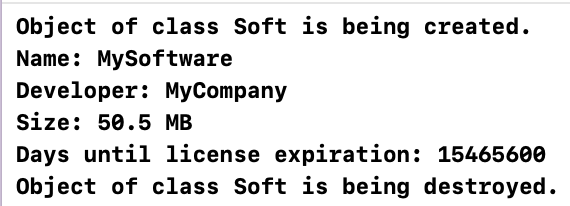 Object of class Soft is being created.
Name: MySoftware
Developer: MyCompany
Size: 50.5 MB
Days until license expiration: 15465600
Object of class Soft is being destroyed.